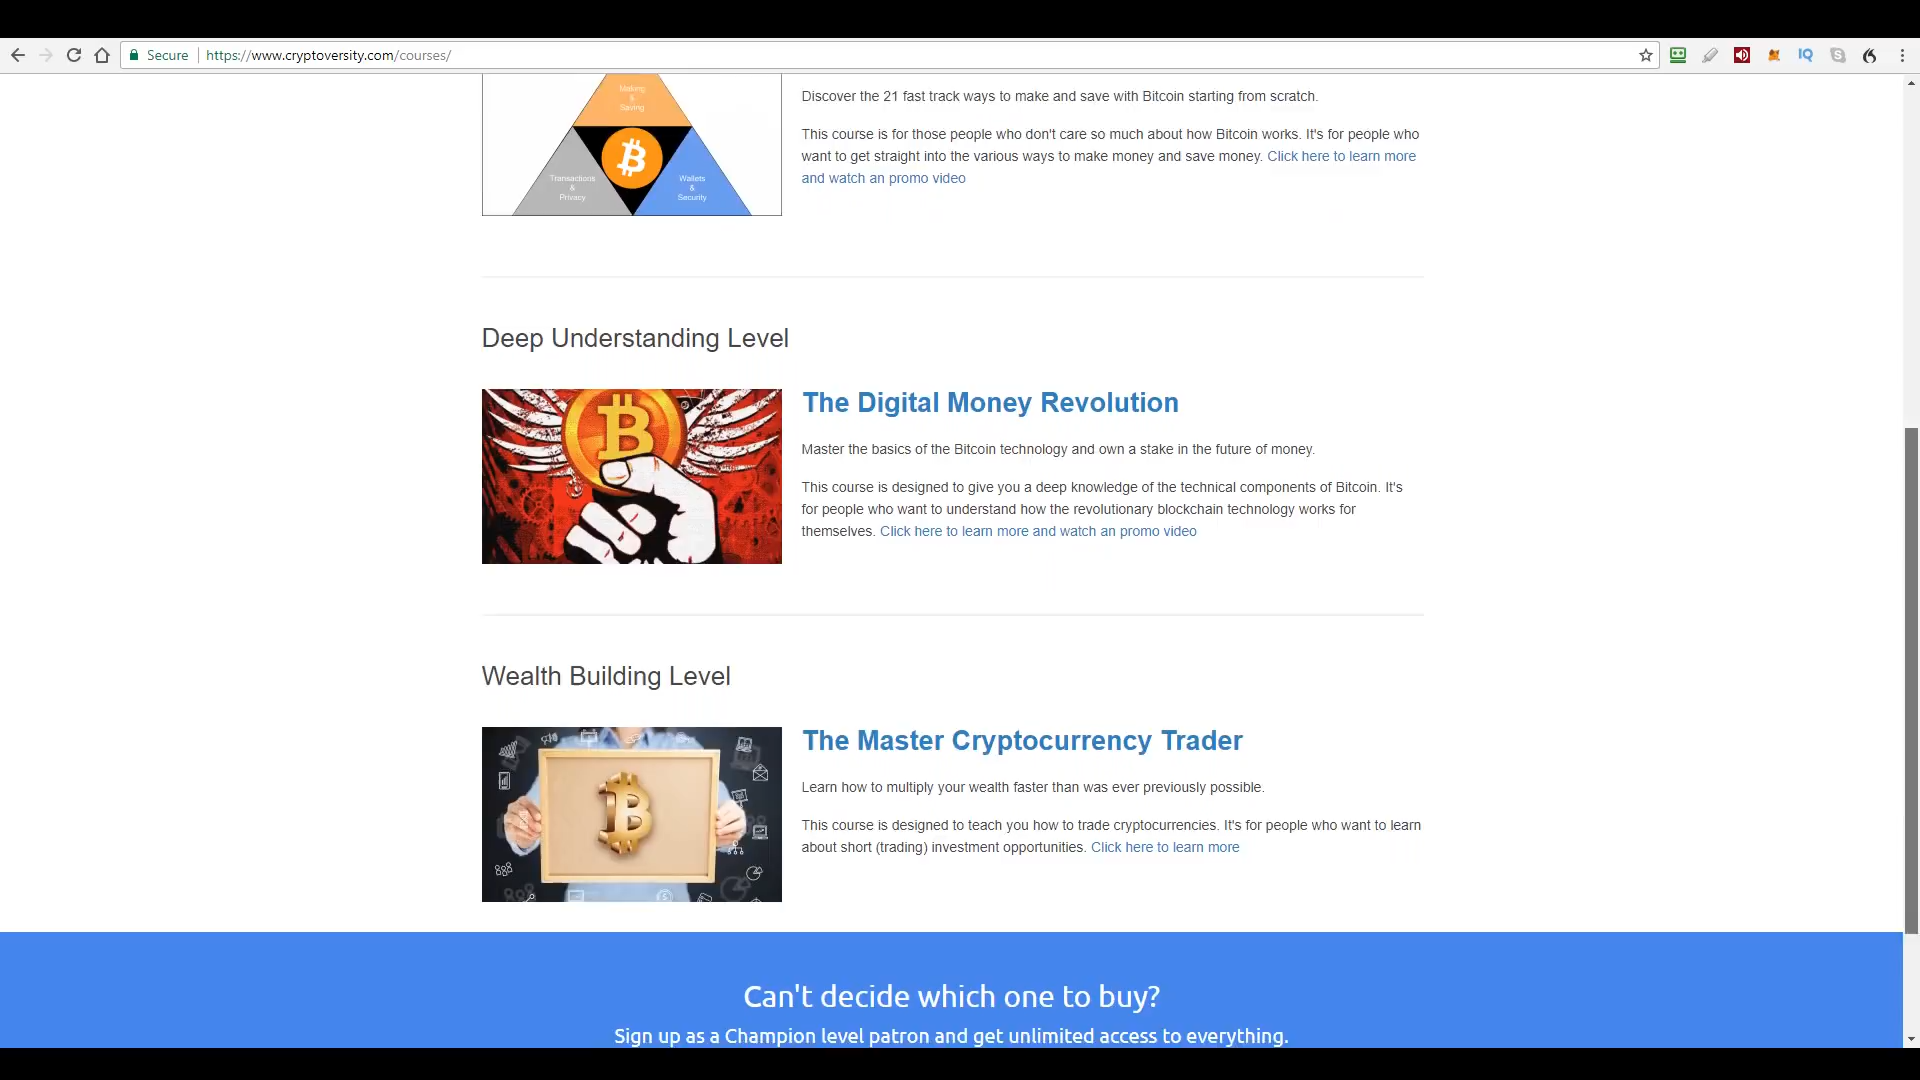 Secure
https://www.cryptoversity.com/courses/
IQ
Making
&
Saving
Transactions
&
Privacy
Wallets
&
Security
Discover the 21 fast track ways to make and save with Bitcoin starting from scratch.
This course is for those people who don't care so much about how Bitcoin works. It's for people who
want to get straight into the various ways to make money and save money. Click here to learn more
and watch an promo video
Deep Understanding Level
The Digital Money Revolution
Master the basics of the Bitcoin technology and own a stake in the future of money.
This course is designed to give you a deep knowledge of the technical components of Bitcoin. It's
for people who want to understand how the revolutionary blockchain technology works for
themselves. Click here to learn more and watch an promo video
Wealth Building Level
The Master Cryptocurrency Trader
Learn how to multiply your wealth faster than was ever previously possible.
This course is designed to teach you how to trade cryptocurrencies. It's for people who want to learn
about short (trading) investment opportunities. Click here to learn more
Can't decide which one to buy?
Sign up as a Champion level patron and get unlimited access to everything.